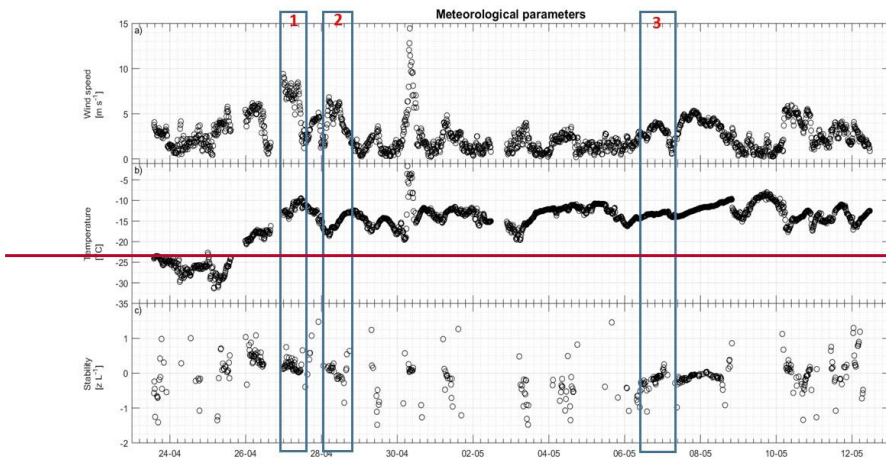 Meteorological parameters
1 2 3
a)
Wind speed
[m s⁻¹]
15
10
5
0
b)
Temperature
C]
-5
-10
-15
-20
-25
-30
-35
c)
Stability
[z L⁻¹]
1
0
-1
-2
24-04 26-04 28-04 30-04 02-05 04-05 06-05 08-05 10-05 12-05